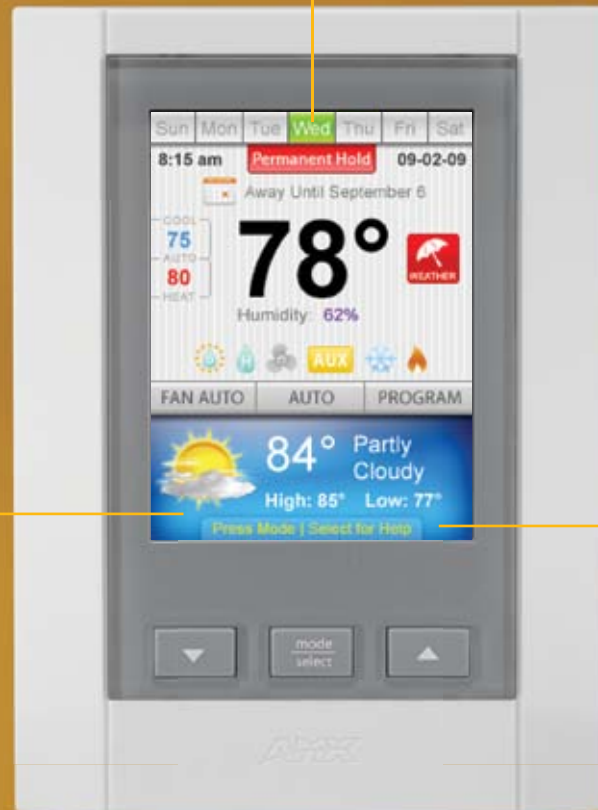 Sun Mon Tue Wed Thu Fri Sat
8:15 am Permanent Hold 09-02-09
Away Until September 6
COOL
75
AUTO
80
HEAT
78°
WEATHER
Humidity: 62%
H
AUX
FAN AUTO AUTO PROGRAM
84° Partly
Cloudy
High: 85° Low: 77°
Press Mode | Select for Help
mode
select
AMX